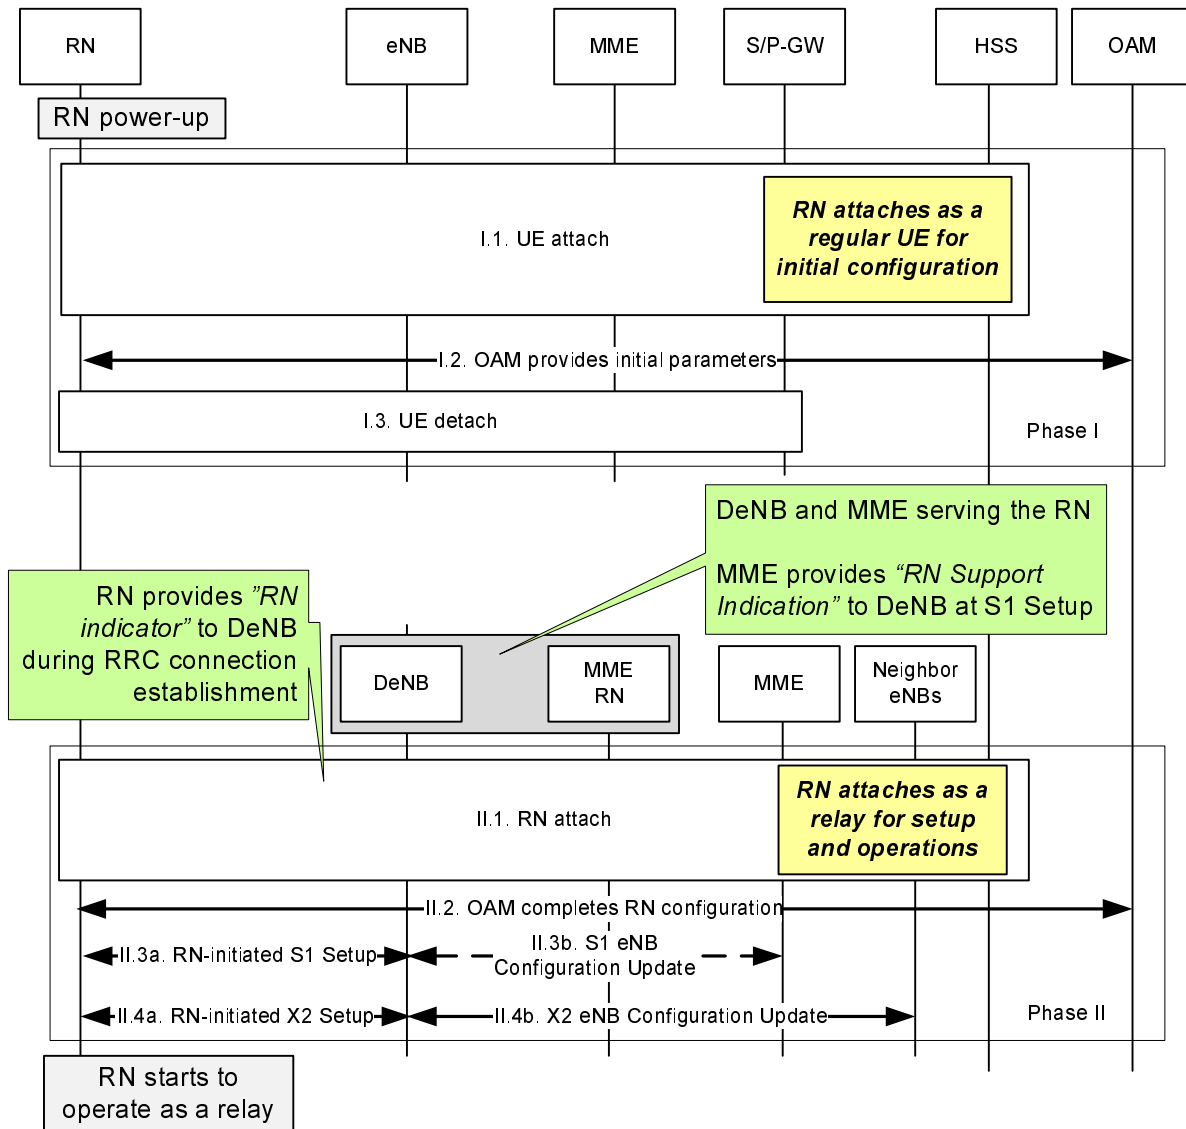 RN
eNB
MME
S/P-GW
HSS
OAM
RN power-up
I.1. UE attach
RN attaches as a
regular UE for
initial configuration
I.2. OAM provides initial parameters
I.3. UE detach
Phase I
DeNB and MME serving the RN
MME provides “RN Support
Indication” to DeNB at S1 Setup
RN provides ”RN
indicator” to DeNB
during RRC connection
establishment
DeNB
MME
RN
MME
Neighbor
eNBs
II.1. RN attach
RN attaches as a
relay for setup
and operations
II.2. OAM completes RN configuration
II.3a. RN-initiated S1 Setup
II.3b. S1 eNB
Configuration Update
II.4a. RN-initiated X2 Setup
II.4b. X2 eNB Configuration Update
Phase II
RN starts to
operate as a relay